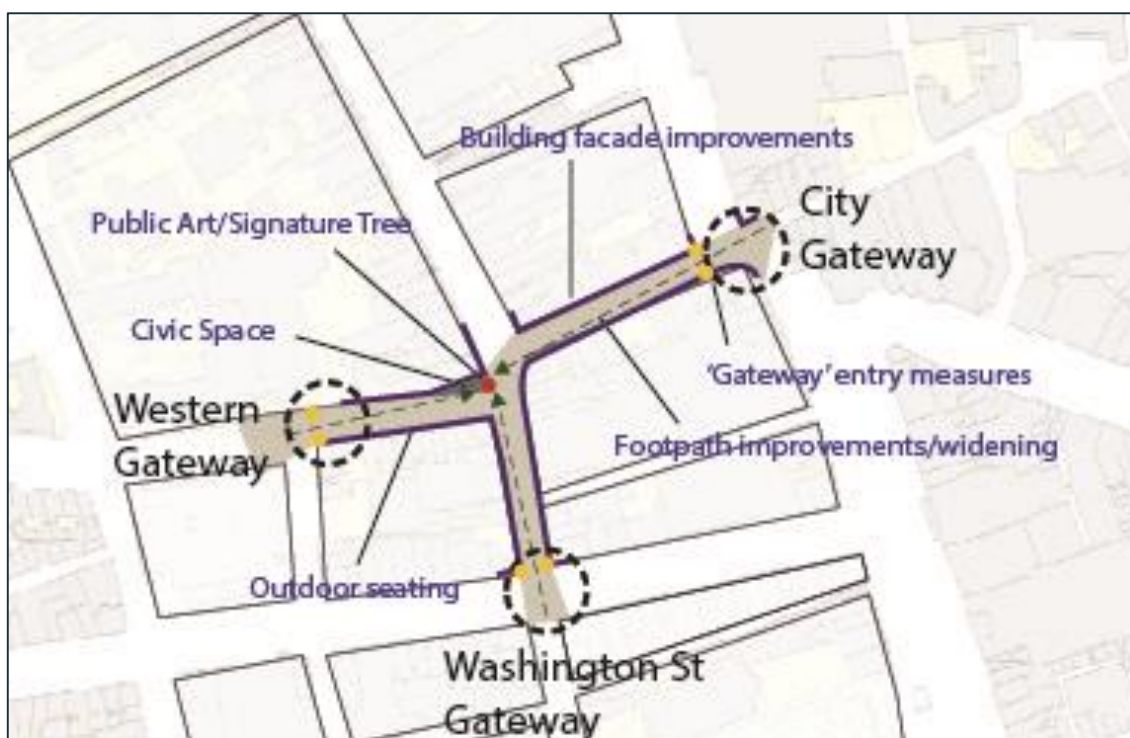 Building facade improvements
City
Gateway
Public Art/Signature Tree
Civic Space
'Gateway' entry measures
Western
Gateway
Footpath improvements/widening
Outdoor seating
Washington St
Gateway